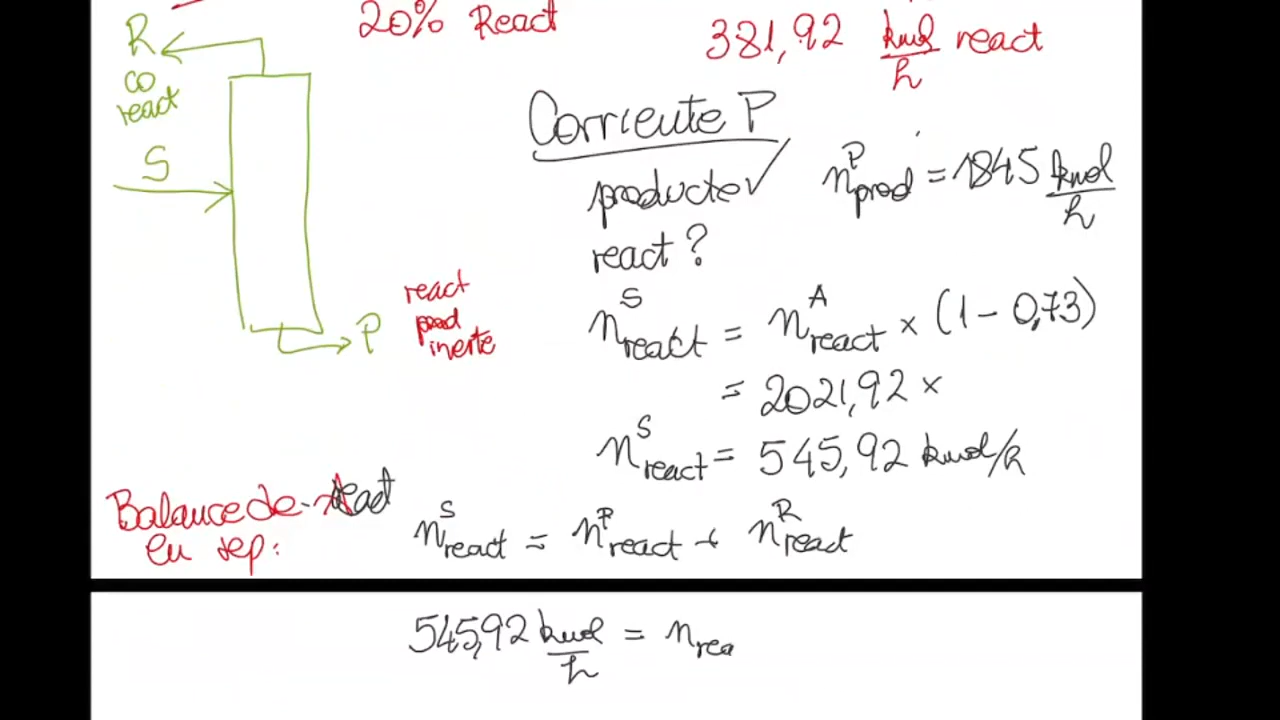 20% React
381,92 kmol/h react
R
CO
react
S
P
react
prod
inerte
Corriente P
producto ✓
n^P_prod = 1845 kmol/h
react?
n^S_react = n^A_react × (1 - 0,73)
= 2021,92 ×
n^S_react = 545,92 kmol/h
Balance de react
en sep:
n^S_react = n^P_react + n^R_react
545,92 kmol/h = n_rea